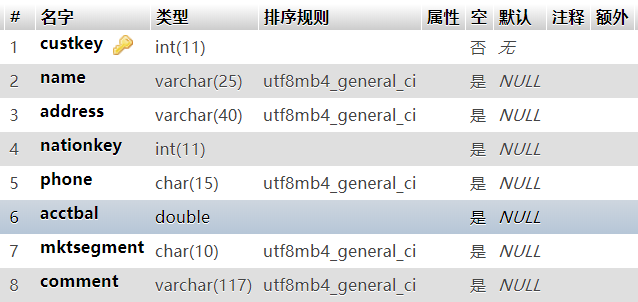 # 名字 类型 排序规则 属性 空 默认 注释 额外
1 custkey int(11) 否 无
2 name varchar(25) utf8mb4_general_ci 是 NULL
3 address varchar(40) utf8mb4_general_ci 是 NULL
4 nationkey int(11) 是 NULL
5 phone char(15) utf8mb4_general_ci 是 NULL
6 acctbal double 是 NULL
7 mktsegment char(10) utf8mb4_general_ci 是 NULL
8 comment varchar(117) utf8mb4_general_ci 是 NULL